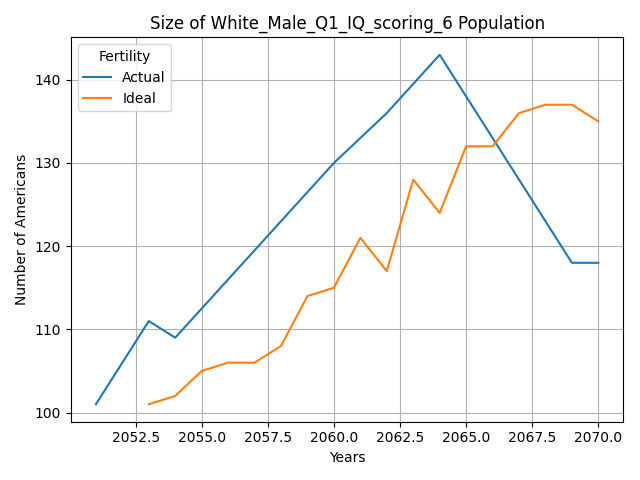 Size of White_Male_Q1_IQ_scoring_6 Population
Fertility
Actual
Ideal
140
130
120
110
100
Number of Americans
2052.5 2055.0 2057.5 2060.0 2062.5 2065.0 2067.5 2070.0
Years